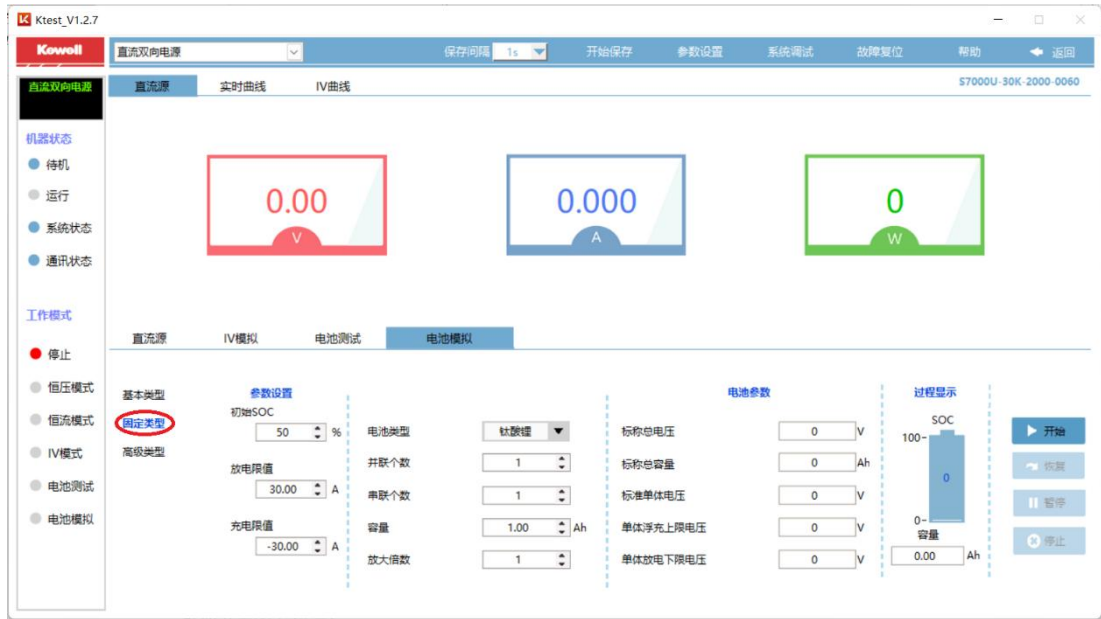 Ktest_V1.2.7
Kewell
直流双向电源
保存间隔 1s 开始保存 参数设置 系统调试 故障复位 帮助 返回
直流双向电源
直流源 实时曲线 IV曲线 S7000U-30K-2000-0060
机器状态
待机
运行
系统状态
通讯状态
0.00
V
0.000
A
0
W
工作模式
停止
恒压模式
恒流模式
IV模式
电池测试
电池模拟
直流源 IV模拟 电池测试 电池模拟
基本类型
固定类型
高级类型
参数设置
初始SOC
50 %
放电限值
30.00 A
充电限值
-30.00 A
电池类型 钛酸锂
并联个数 1
串联个数 1
容量 1.00 Ah
放大倍数 1
电池参数
标称总电压 0 V
标称总容量 0 Ah
标准单体电压 0 V
单体浮充上限电压 0 V
单体放电下限电压 0 V
过程显示
SOC
100-
0
0-
容量
0.00 Ah
开始
恢复
暂停
停止